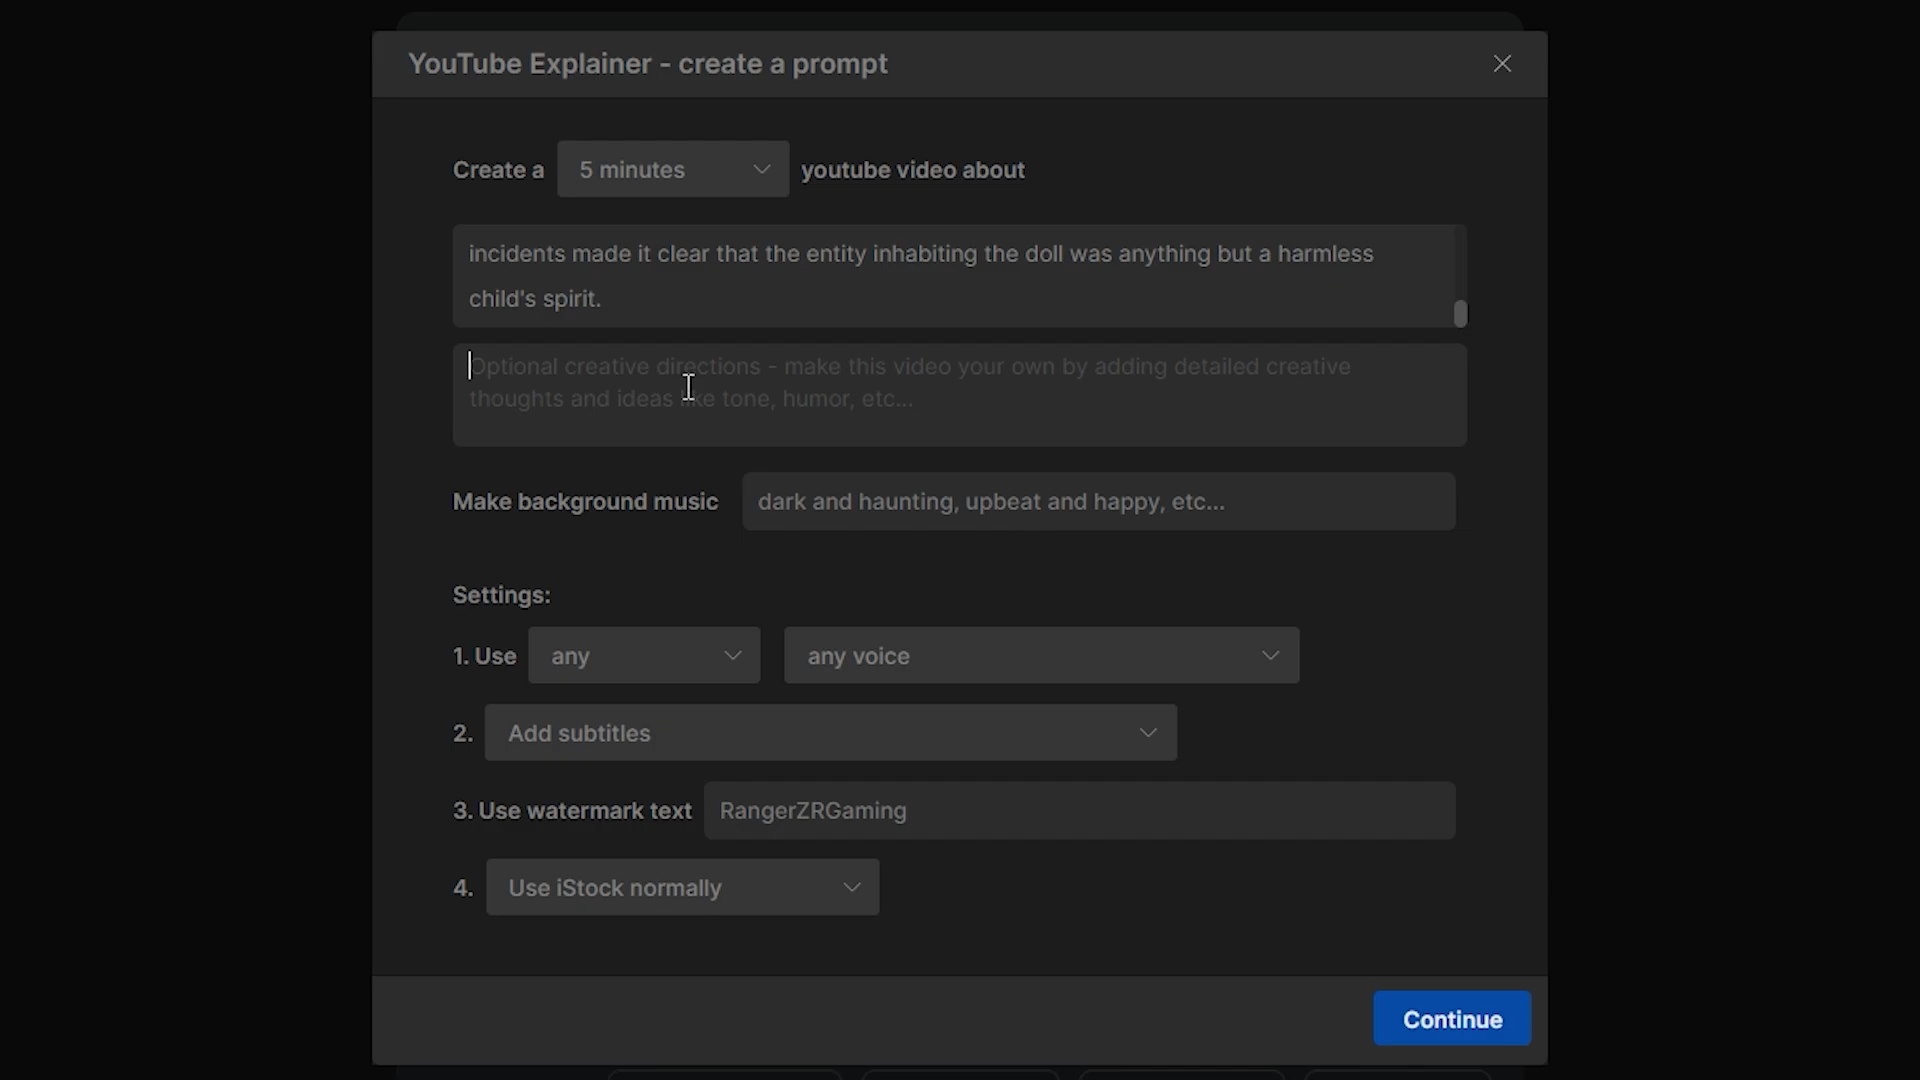 YouTube Explainer - create a prompt
Create a 5 minutes youtube video about
incidents made it clear that the entity inhabiting the doll was anything but a harmless
child's spirit.
Optional creative directions - make this video your own by adding detailed creative
thoughts and ideas like tone, humor, etc...
Make background music dark and haunting, upbeat and happy, etc...
Settings:
1. Use any any voice
2. Add subtitles
3. Use watermark text RangerZRGaming
4. Use iStock normally
Continue